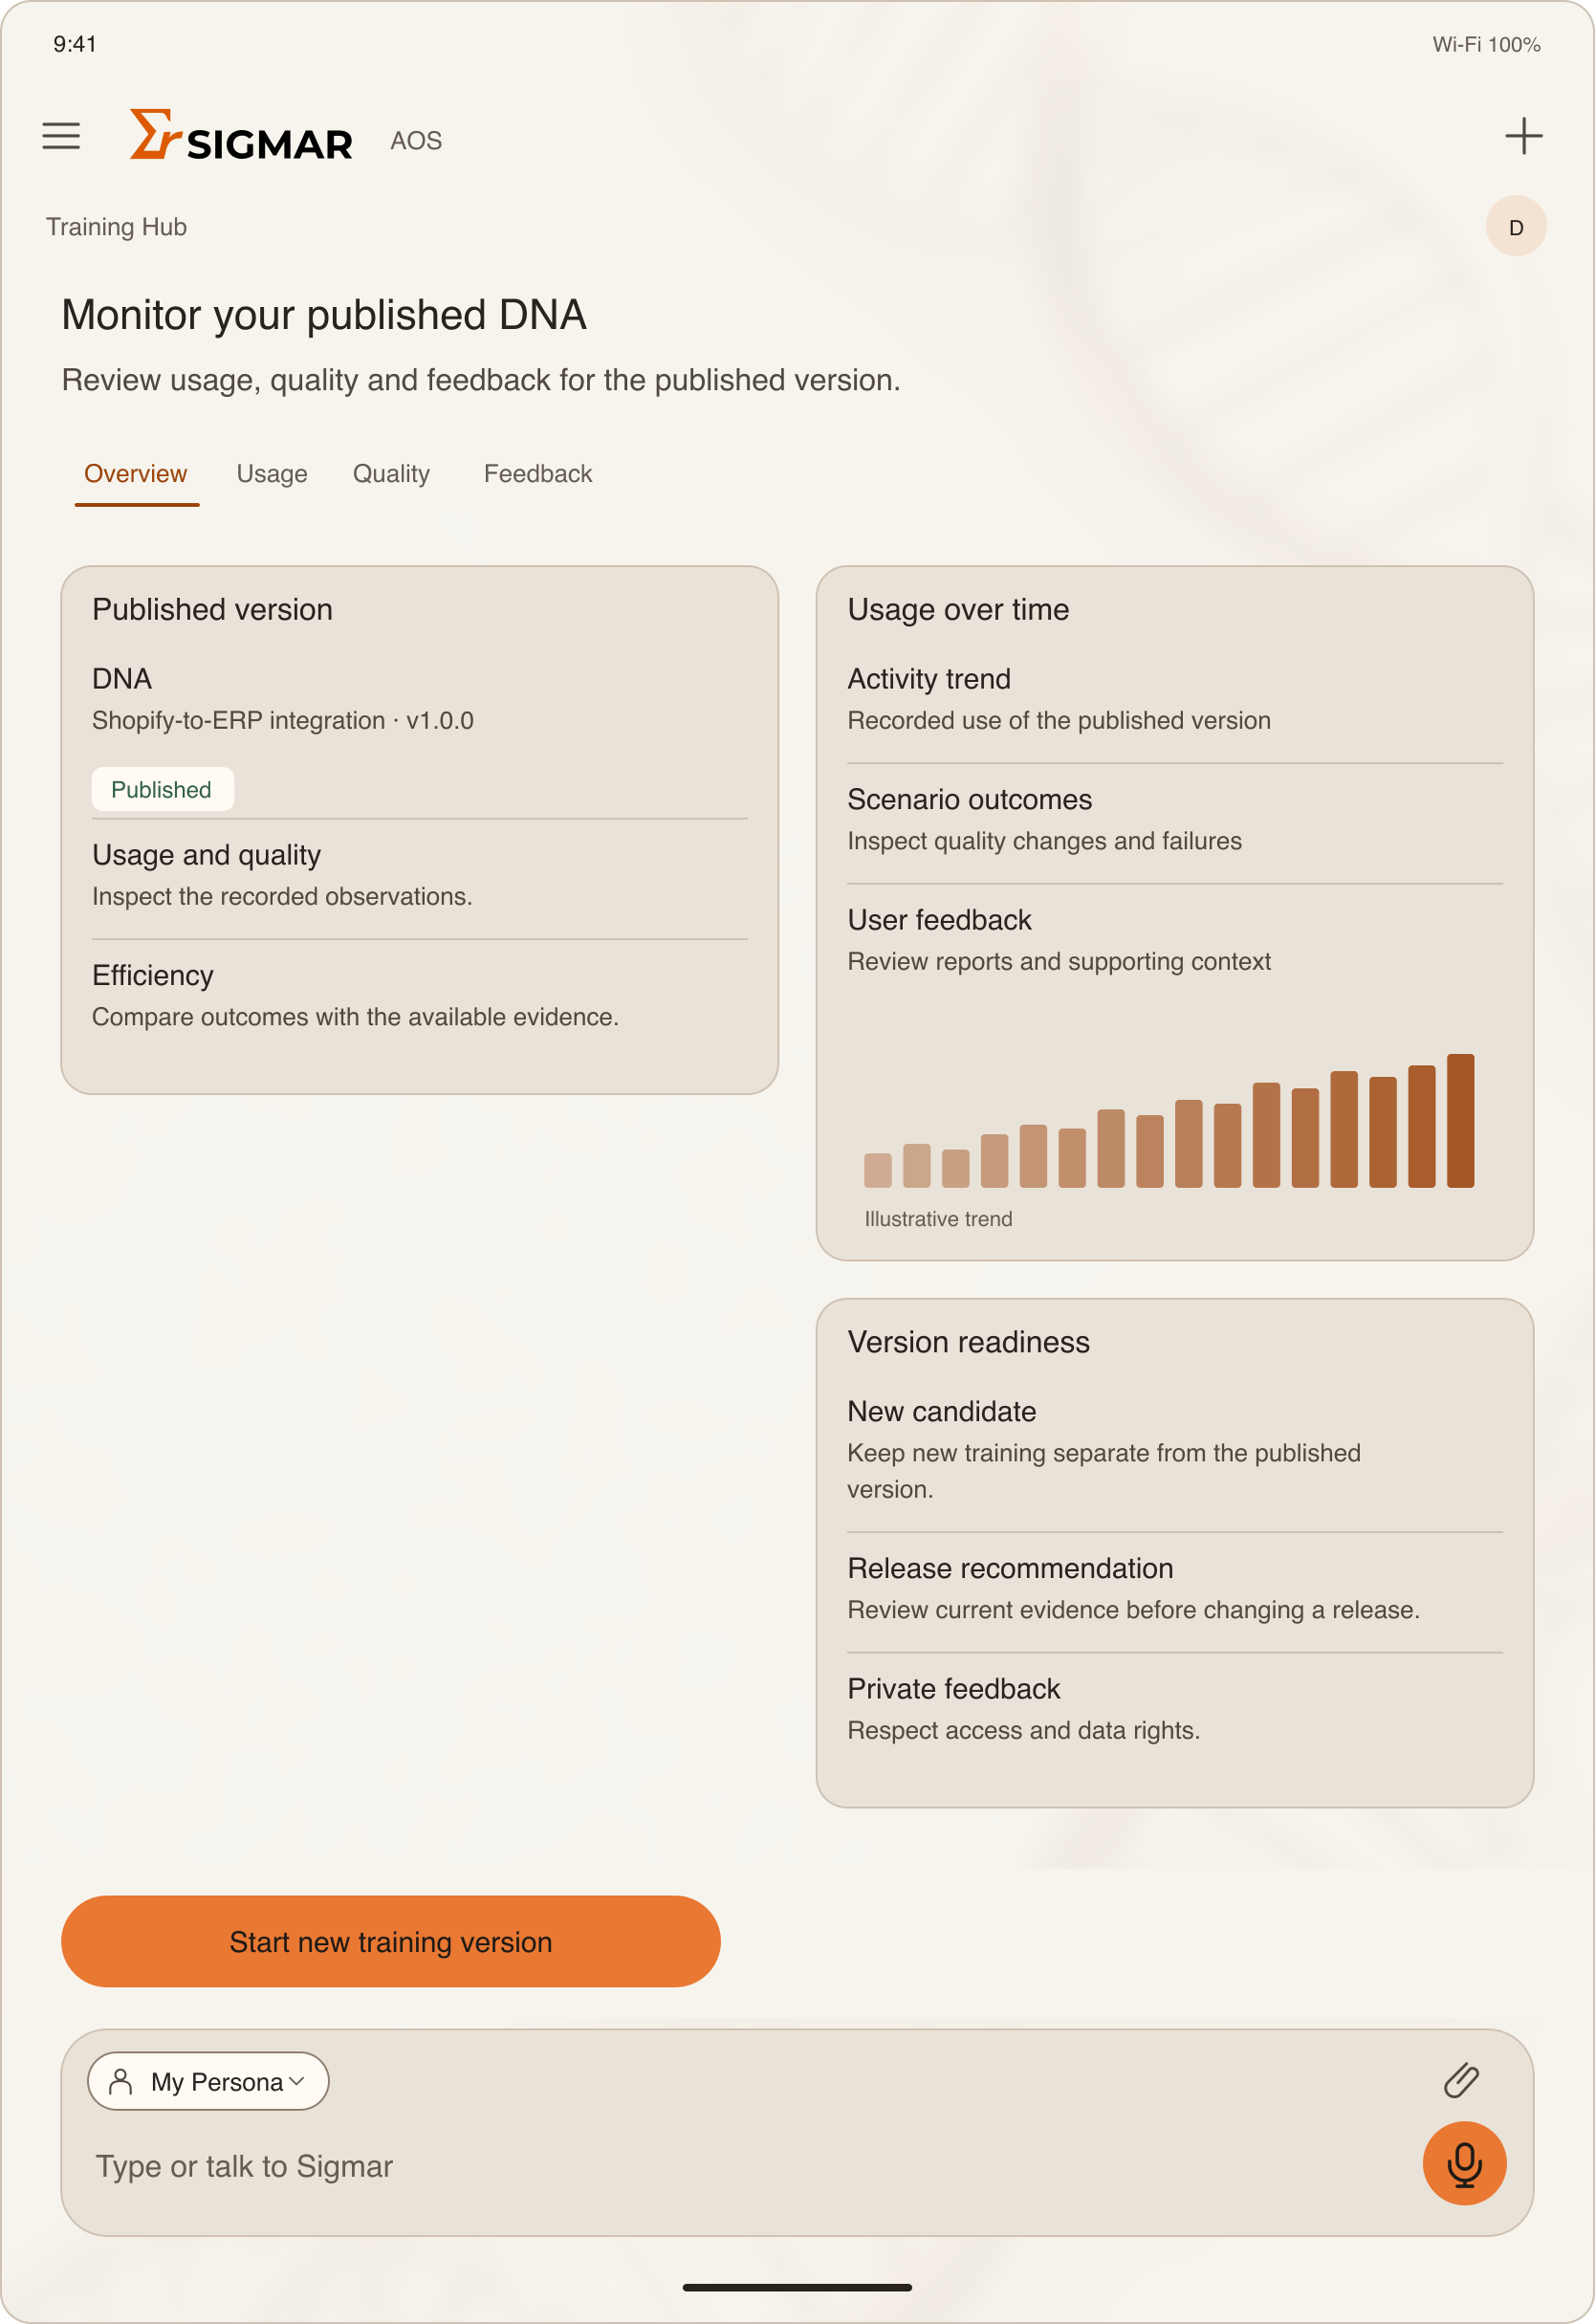 9:41
Wi-Fi 100%
Σr SIGMAR AOS
Training Hub
D
Monitor your published DNA
Review usage, quality and feedback for the published version.
Overview Usage Quality Feedback
Published version
DNA
Shopify-to-ERP integration · v1.0.0
Published
Usage and quality
Inspect the recorded observations.
Efficiency
Compare outcomes with the available evidence.
Usage over time
Activity trend
Recorded use of the published version
Scenario outcomes
Inspect quality changes and failures
User feedback
Review reports and supporting context
Illustrative trend
Version readiness
New candidate
Keep new training separate from the published
version.
Release recommendation
Review current evidence before changing a release.
Private feedback
Respect access and data rights.
Start new training version
My Persona
Type or talk to Sigmar